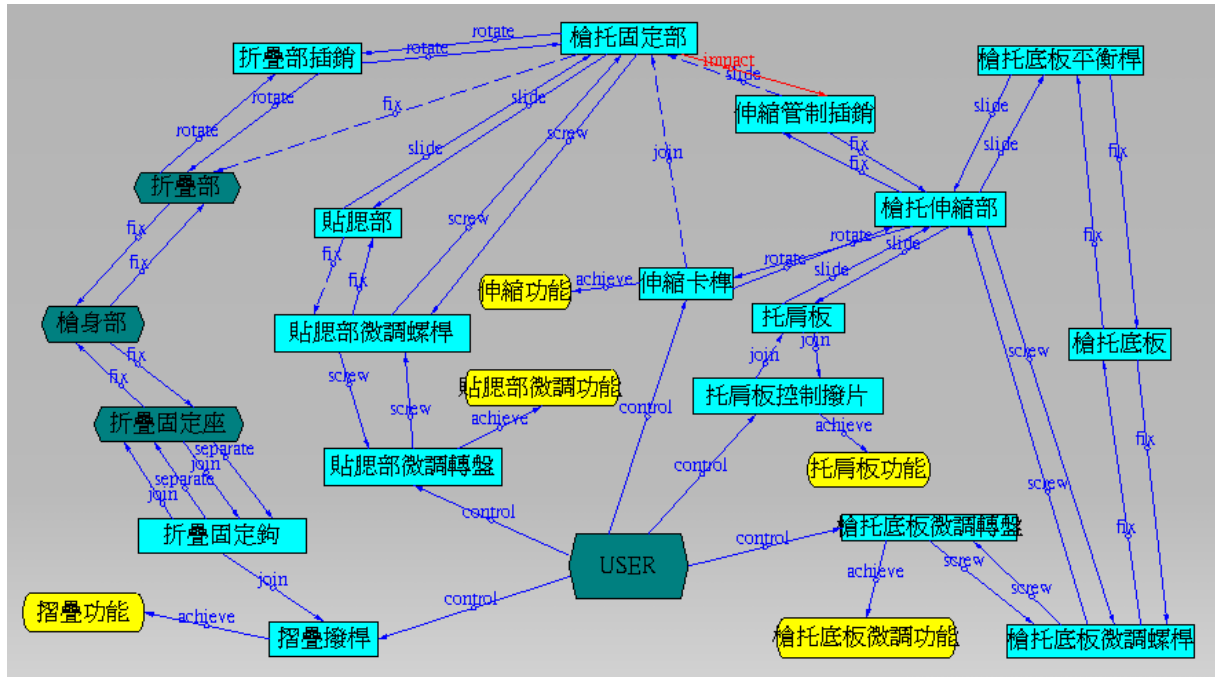 rotate
槍托固定部
rotate
折疊部插銷
impact
slide
槍托底板平衡桿
rotate
fix
slide
slide
伸縮管制插銷
slide
rotate
screw
join
fix
fix
slide
fix
折疊部
貼腮部
槍托伸縮部
fix
screw
rotate
slide
fix
fix
fix
伸縮功能
achieve
伸縮卡榫
rotate
slide
fix
槍身部
貼腮部微調螺桿
托肩板
槍托底板
fix
fix
join
join
screw
screw
貼腮部微調功能
control
托肩板控制撥片
screw
achieve
折疊固定座
separate
join
achieve
fix
貼腮部微調轉盤
control
托肩板功能
screw
separate
join
折疊固定鉤
control
control
槍托底板微調轉盤
fix
USER
join
achieve
screw
screw
摺疊功能
achieve
control
摺疊撥桿
槍托底板微調功能
槍托底板微調螺桿